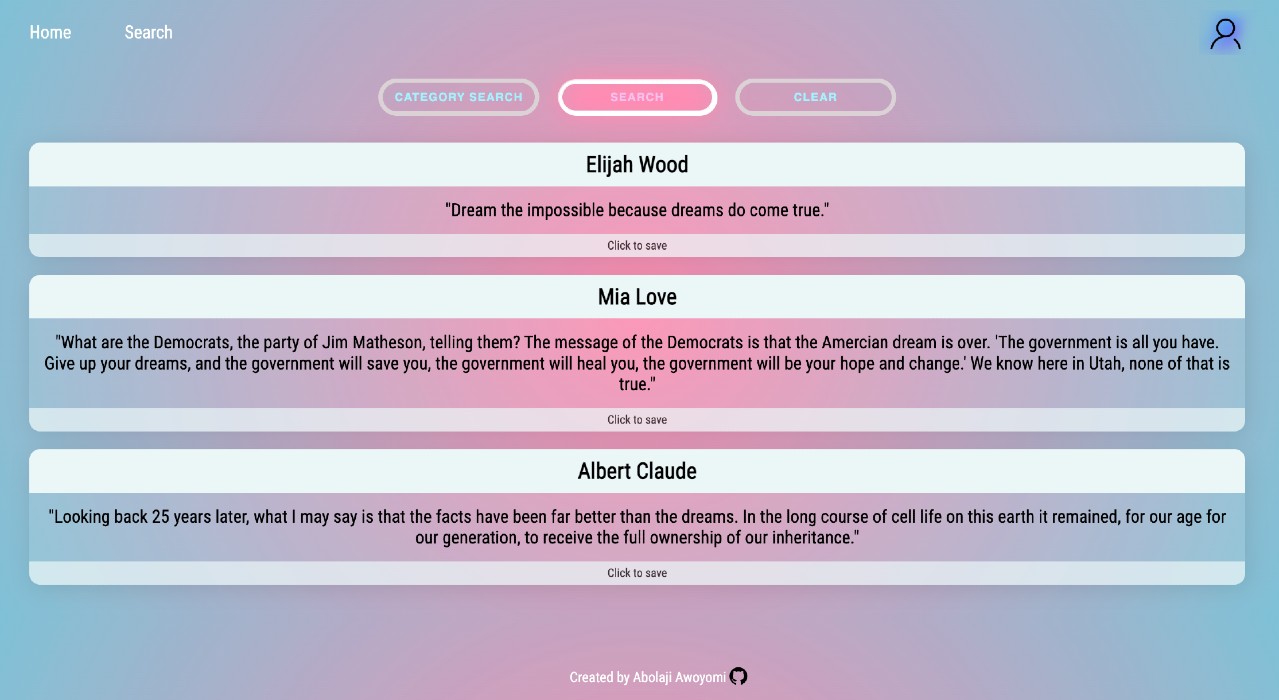 Home
Search
CATEGORY SEARCH
SEARCH
CLEAR
Elijah Wood
"Dream the impossible because dreams do come true."
Click to save
Mia Love
"What are the Democrats, the party of Jim Matheson, telling them? The message of the Democrats is that the Amercian dream is over. 'The government is all you have.
Give up your dreams, and the government will save you, the government will heal you, the government will be your hope and change.' We know here in Utah, none of that is
true."
Click to save
Albert Claude
"Looking back 25 years later, what I may say is that the facts have been far better than the dreams. In the long course of cell life on this earth it remained, for our age for
our generation, to receive the full ownership of our inheritance."
Click to save
Created by Abolaji Awoyomi